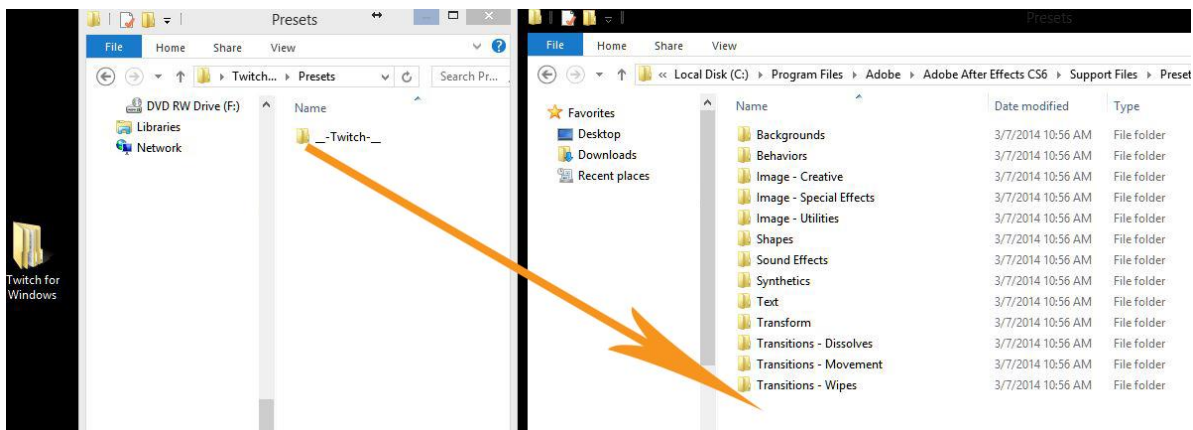 Presets
File Home Share View
Twitch... Presets Search Pr...
DVD RW Drive (F:)
Libraries
Network
Name
__-Twitch-__
Twitch for
Windows
Presets
File Home Share View
« Local Disk (C:) Program Files Adobe Adobe After Effects CS6 Support Files Preset
Favorites
Desktop
Downloads
Recent places
Name Date modified Type
Backgrounds 3/7/2014 10:56 AM File folder
Behaviors 3/7/2014 10:56 AM File folder
Image - Creative 3/7/2014 10:56 AM File folder
Image - Special Effects 3/7/2014 10:56 AM File folder
Image - Utilities 3/7/2014 10:56 AM File folder
Shapes 3/7/2014 10:56 AM File folder
Sound Effects 3/7/2014 10:56 AM File folder
Synthetics 3/7/2014 10:56 AM File folder
Text 3/7/2014 10:56 AM File folder
Transform 3/7/2014 10:56 AM File folder
Transitions - Dissolves 3/7/2014 10:56 AM File folder
Transitions - Movement 3/7/2014 10:56 AM File folder
Transitions - Wipes 3/7/2014 10:56 AM File folder